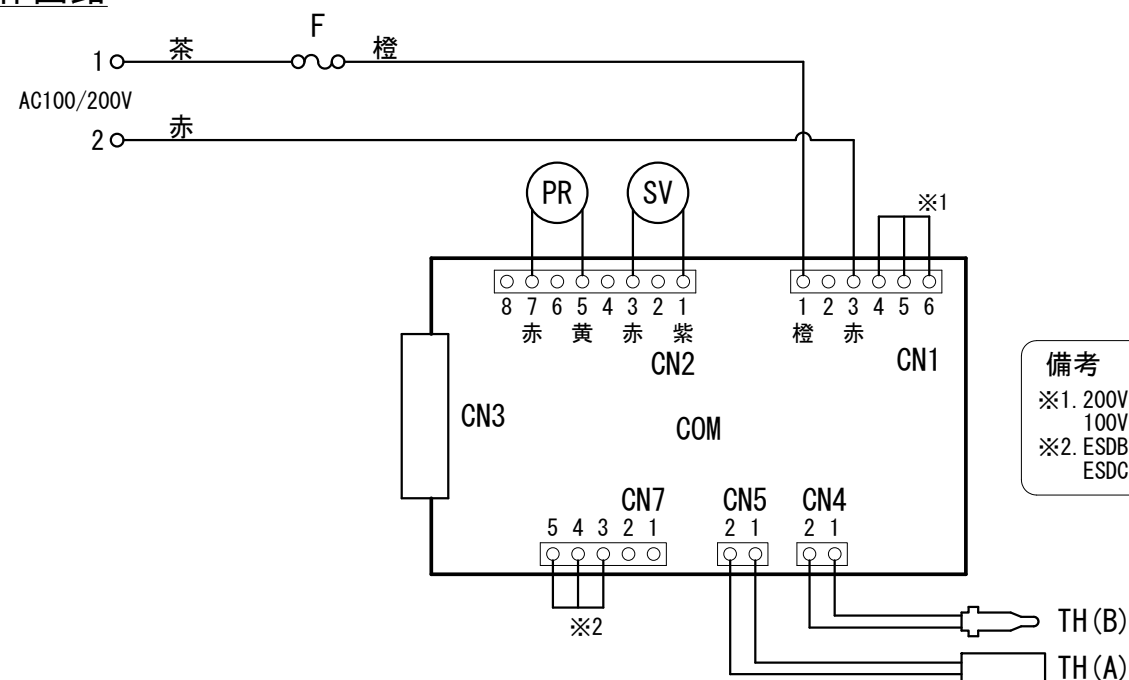 F
1 茶 橙
AC100/200V
2 赤
PR SV ※1
8 7 6 5 4 3 2 1 1 2 3 4 5 6
赤 黄 赤 紫 橙 赤
CN2 CN1
CN3 COM
備考
※1.200V
100V
※2.ESDB
ESDC
CN7 CN5 CN4
5 4 3 2 1 2 1 2 1
※2
TH(B)
TH(A)